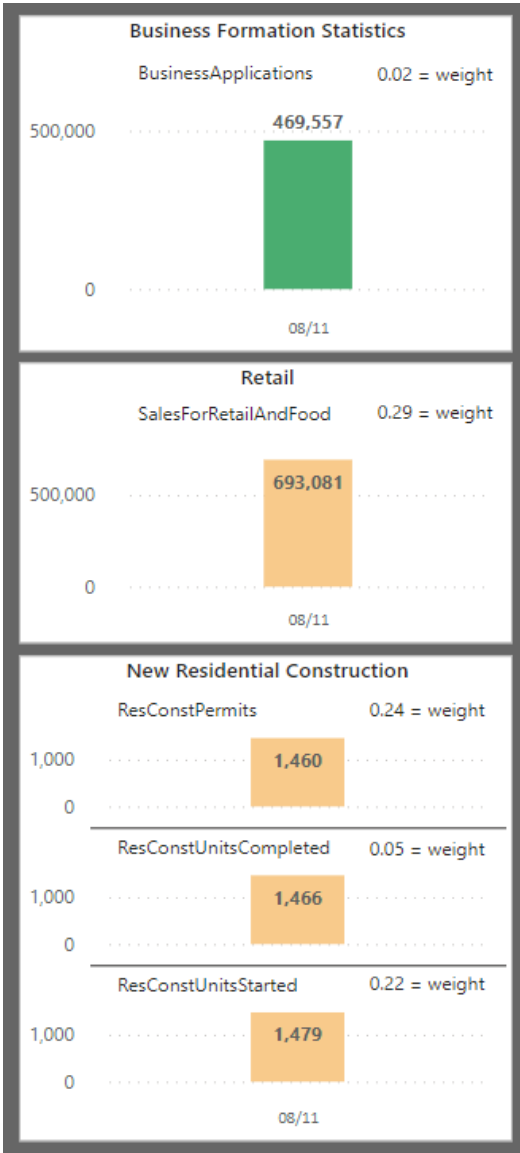 Business Formation Statistics
BusinessApplications 0.02 = weight
469,557
500,000
0
08/11
Retail
SalesForRetailAndFood 0.29 = weight
693,081
500,000
0
08/11
New Residential Construction
ResConstPermits 0.24 = weight
1,000 1,460
0
ResConstUnitsCompleted 0.05 = weight
1,000 1,466
0
ResConstUnitsStarted 0.22 = weight
1,000 1,479
0
08/11